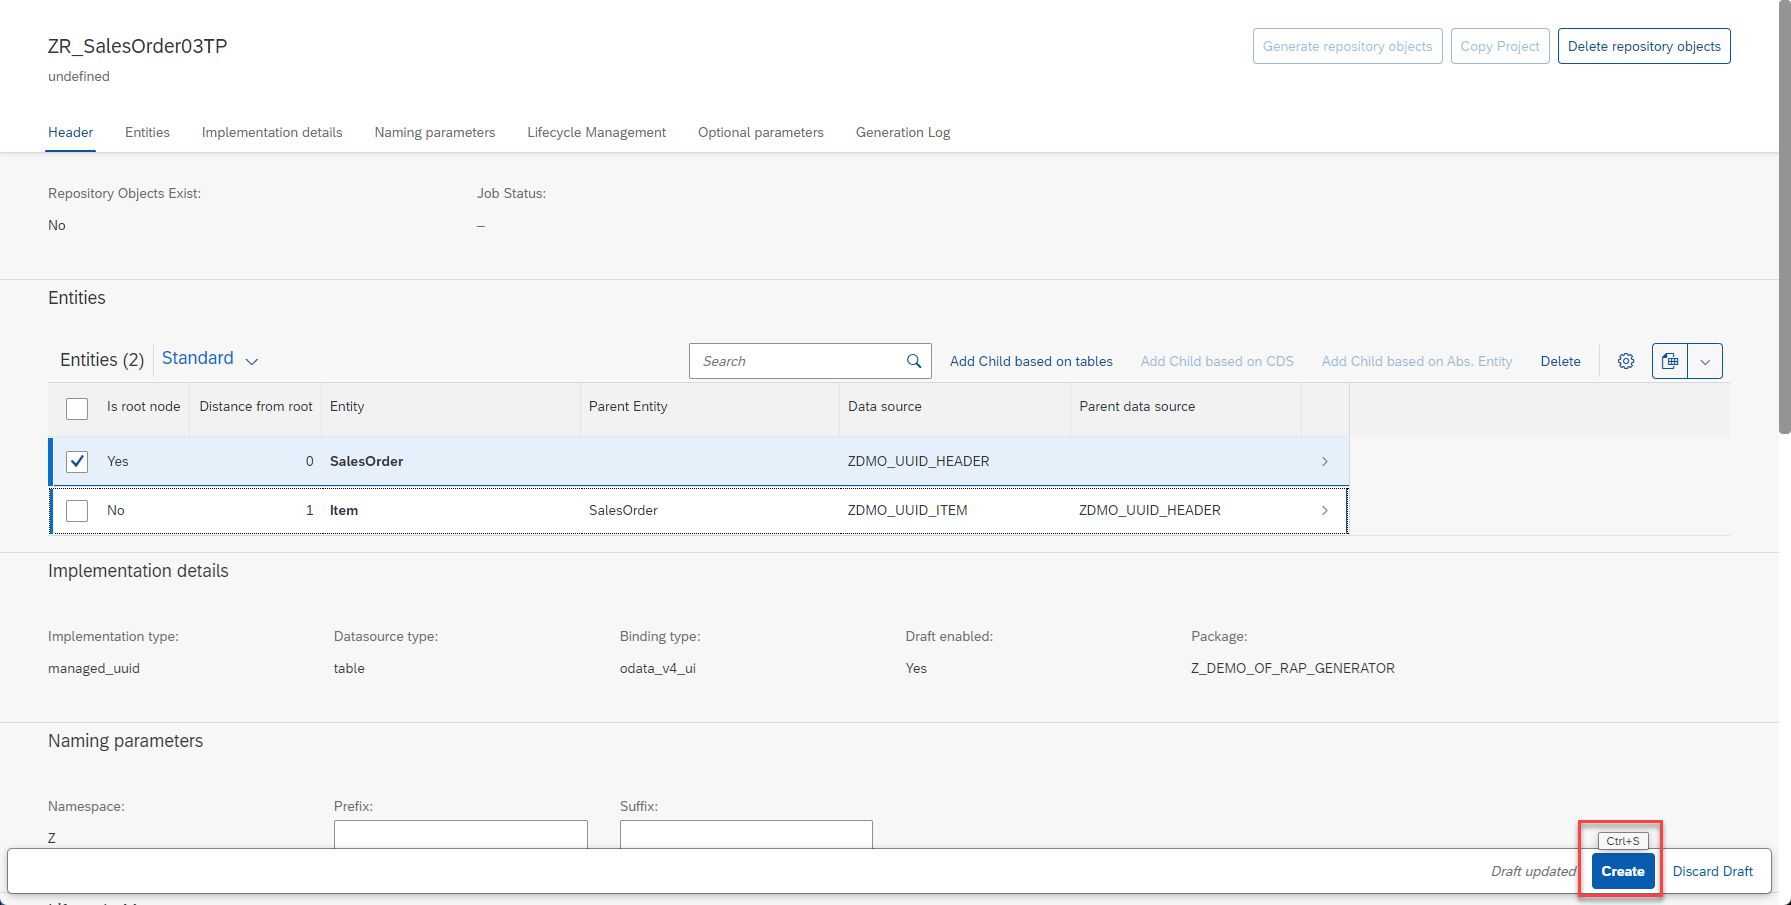 ZR_SalesOrder03TP
Generate repository objects
Copy Project
Delete repository objects
undefined
Header
Entities
Implementation details
Naming parameters
Lifecycle Management
Optional parameters
Generation Log
Repository Objects Exist:
Job Status:
No
–
Entities
Entities (2)
Standard
Search
Add Child based on tables
Add Child based on CDS
Add Child based on Abs. Entity
Delete
Is root node
Distance from root
Entity
Parent Entity
Data source
Parent data source
Yes
0
SalesOrder
ZDMO_UUID_HEADER
No
1
Item
SalesOrder
ZDMO_UUID_ITEM
ZDMO_UUID_HEADER
Implementation details
Implementation type:
Datasource type:
Binding type:
Draft enabled:
Package:
managed_uuid
table
odata_v4_ui
Yes
Z_DEMO_OF_RAP_GENERATOR
Naming parameters
Namespace:
Prefix:
Suffix:
Z
Ctrl+S
Draft updated
Create
Discard Draft